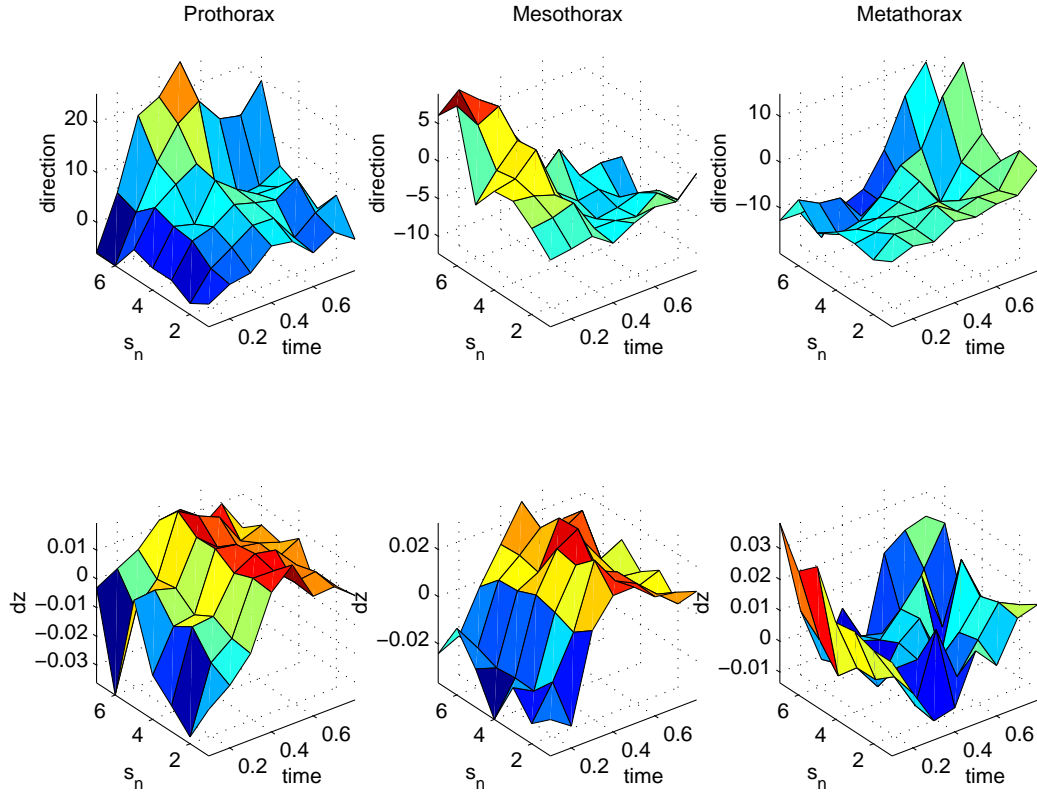 Prothorax
Mesothorax
Metathorax
direction
20
10
0
6
4
2
s_n
0.2
0.4
0.6
time
direction
5
0
−5
−10
6
4
2
s_n
0.2
0.4
0.6
time
direction
10
0
−10
6
4
2
s_n
0.2
0.4
0.6
time
dz
0.01
0
−0.01
−0.02
−0.03
6
4
2
s_n
0.2
0.4
0.6
time
dz
0.02
0
−0.02
6
4
2
s_n
0.2
0.4
0.6
time
dz
0.03
0.02
0.01
0
−0.01
6
4
2
s_n
0.2
0.4
0.6
time